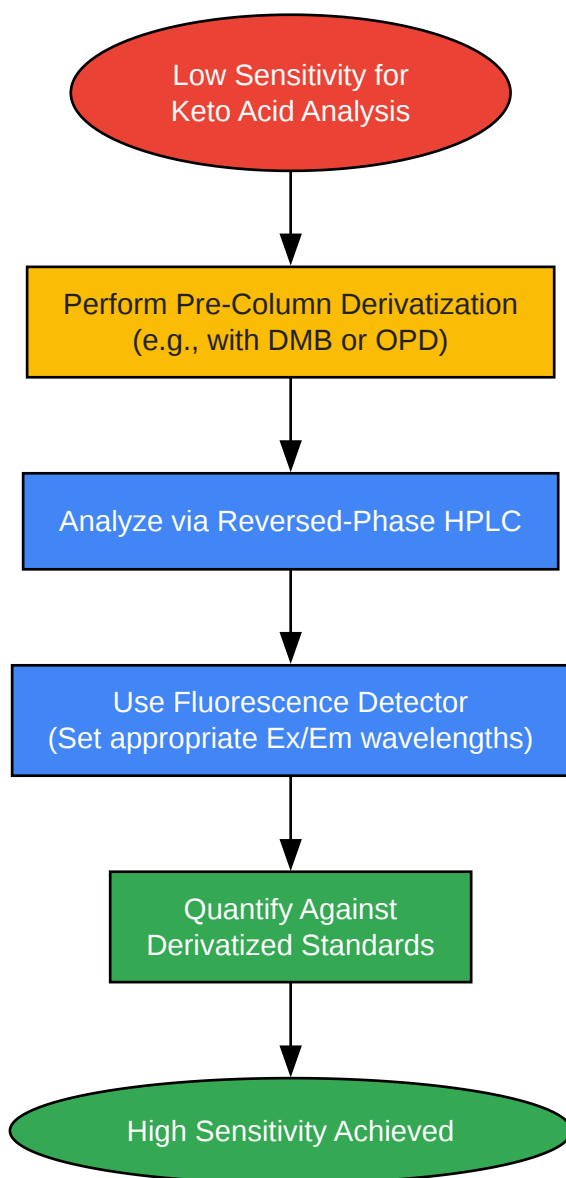 Low Sensitivity for
Keto Acid Analysis
Perform Pre-Column Derivatization
(e.g., with DMB or OPD)
Analyze via Reversed-Phase HPLC
Use Fluorescence Detector
(Set appropriate Ex/Em wavelengths)
Quantify Against
Derivatized Standards
High Sensitivity Achieved